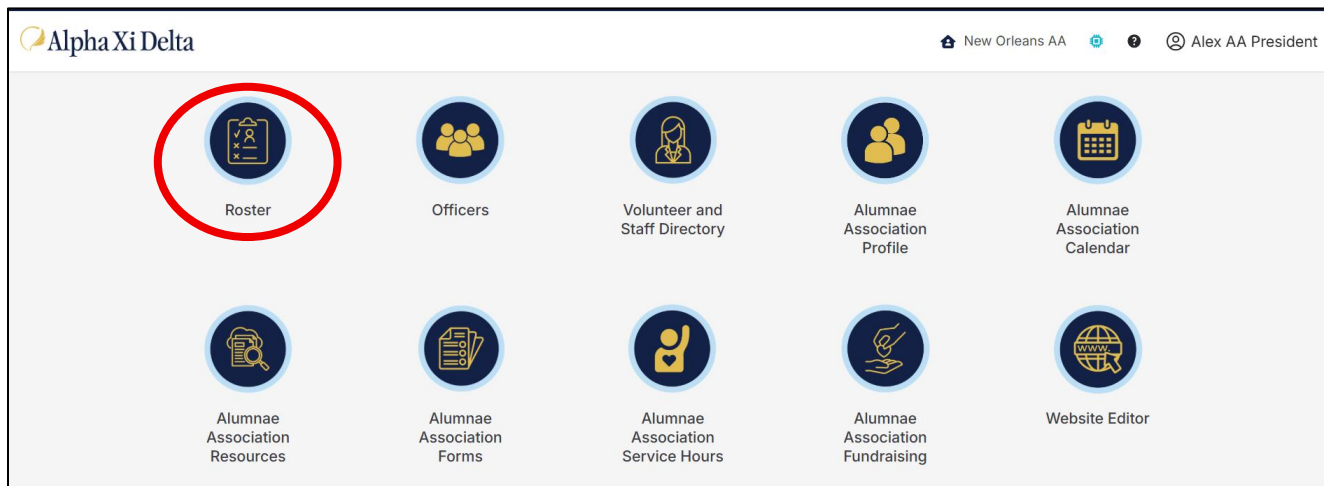 Alpha Xi Delta
New Orleans AA
?
Alex AA President
Roster
Officers
Volunteer and
Staff Directory
Alumnae
Association
Profile
Alumnae
Association
Calendar
Alumnae
Association
Resources
Alumnae
Association
Forms
Alumnae
Association
Service Hours
Alumnae
Association
Fundraising
www.
Website Editor